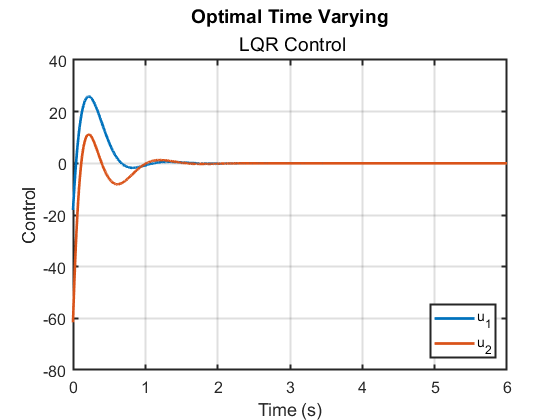 Optimal Time Varying
LQR Control
40
20
0
-20
-40
-60
-80
Control
u1
u2
0 1 2 3 4 5 6
Time (s)